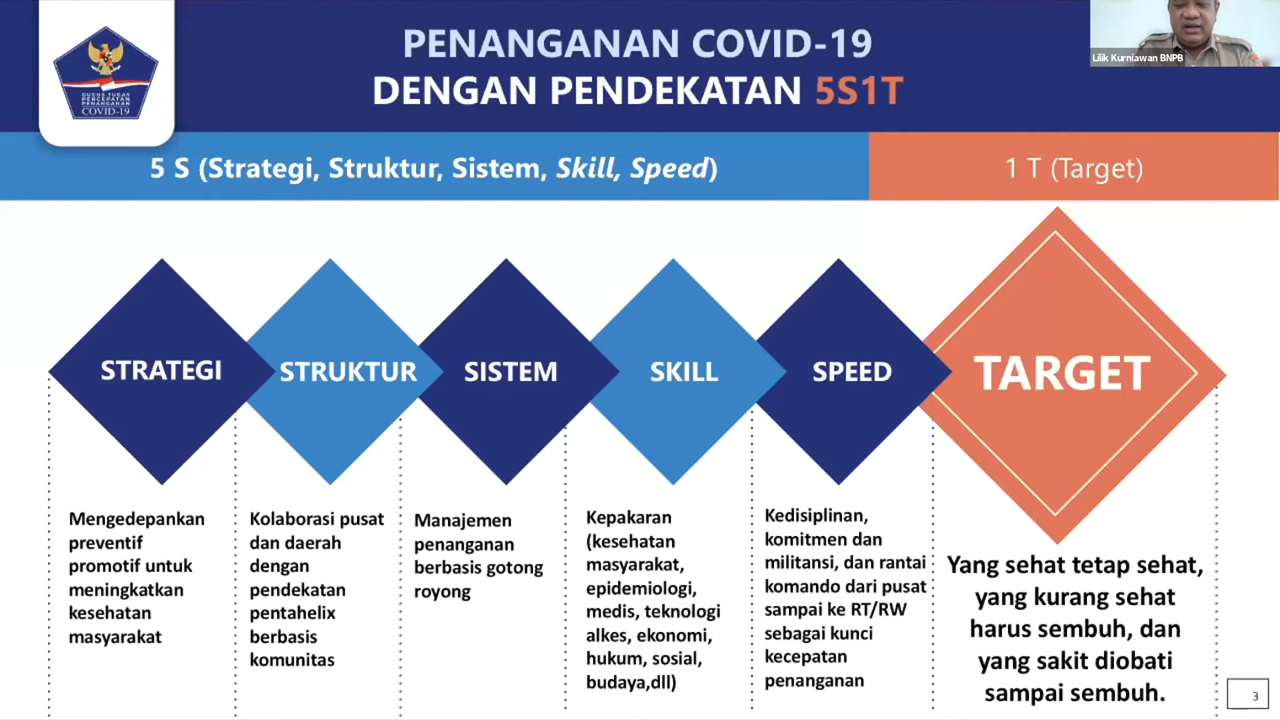 PENANGANAN COVID-19
DENGAN PENDEKATAN 5S1T
Lilik Kurniawan BNPB
GUGUS TUGAS
PERCEPATAN
PENANGANAN
COVID-19
5 S (Strategi, Struktur, Sistem, Skill, Speed)
1 T (Target)
STRATEGI
STRUKTUR
SISTEM
SKILL
SPEED
TARGET
Mengedepankan
preventif
promotif untuk
meningkatkan
kesehatan
masyarakat
Kolaborasi pusat
dan daerah
dengan
pendekatan
pentahelix
berbasis
komunitas
Manajemen
penanganan
berbasis gotong
royong
Kepakaran
(kesehatan
masyarakat,
epidemiologi,
medis, teknologi
alkes, ekonomi,
hukum, sosial,
budaya,dll)
Kedisiplinan,
komitmen dan
militansi, dan rantai
komando dari pusat
sampai ke RT/RW
sebagai kunci
kecepatan
penanganan
Yang sehat tetap sehat,
yang kurang sehat
harus sembuh, dan
yang sakit diobati
sampai sembuh.
3